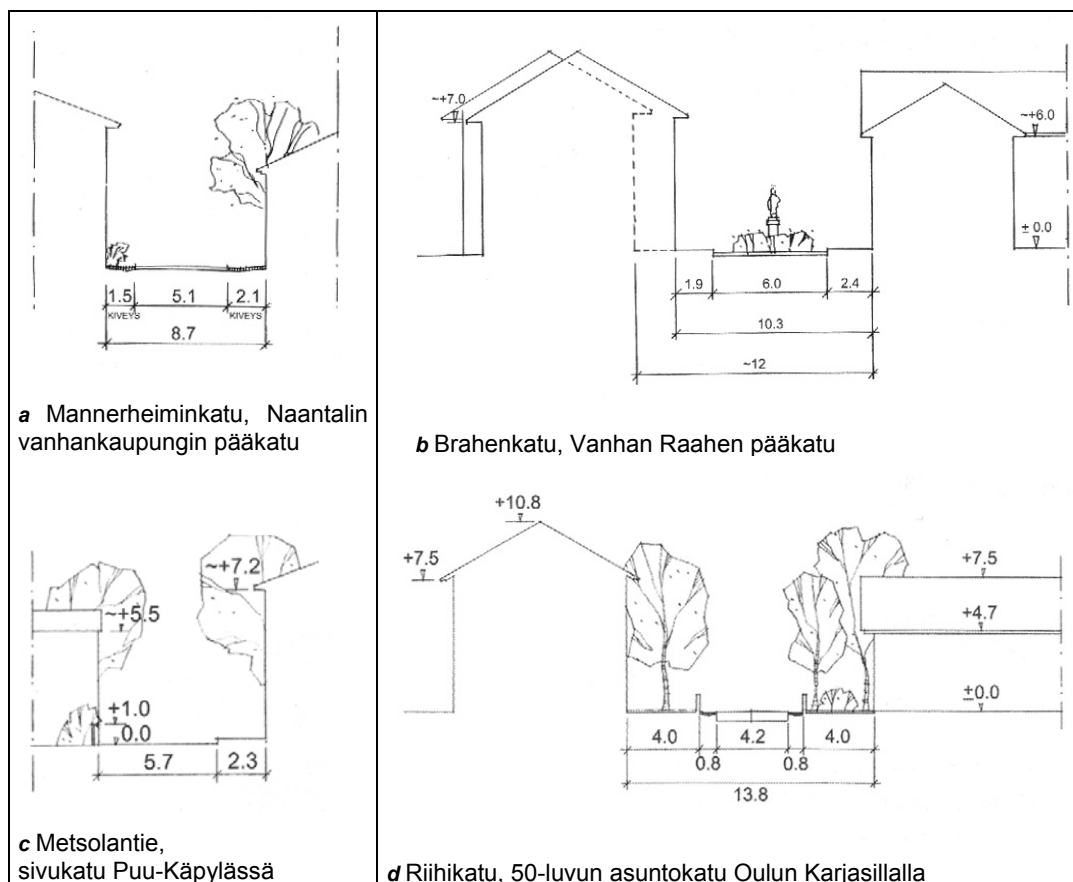 1.5 5.1 2.1
KIVEYS KIVEYS
8.7
a Mannerheiminkatu, Naantalin
vanhankaupungin pääkatu
~+7.0
~+6.0
± 0.0
1.9 6.0 2.4
10.3
~12
b Brahenkatu, Vanhan Raahen pääkatu
~+7.2
~+5.5
+1.0
0.0
5.7 2.3
c Metsolantie,
sivukatu Puu-Käpylässä
+10.8
+7.5 +7.5
+4.7
±0.0
4.0 4.2 4.0
0.8 0.8
13.8
d Riihikatu, 50-luvun asuntokatu Oulun Karjasillalla